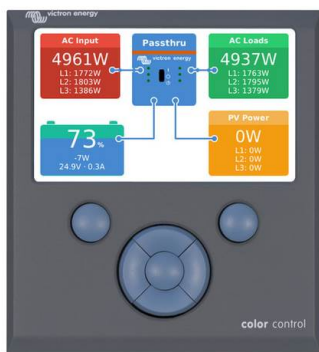 victron energy
AC Input
4961W
L1: 1772W
L2: 1803W
L3: 1386W
Passthru
victron energy
AC Loads
4937W
L1: 1763W
L2: 1795W
L3: 1379W
73%
-7W
24.9V · 0.3A
PV Power
0W
L1: 0W
L2: 0W
L3: 0W
color control